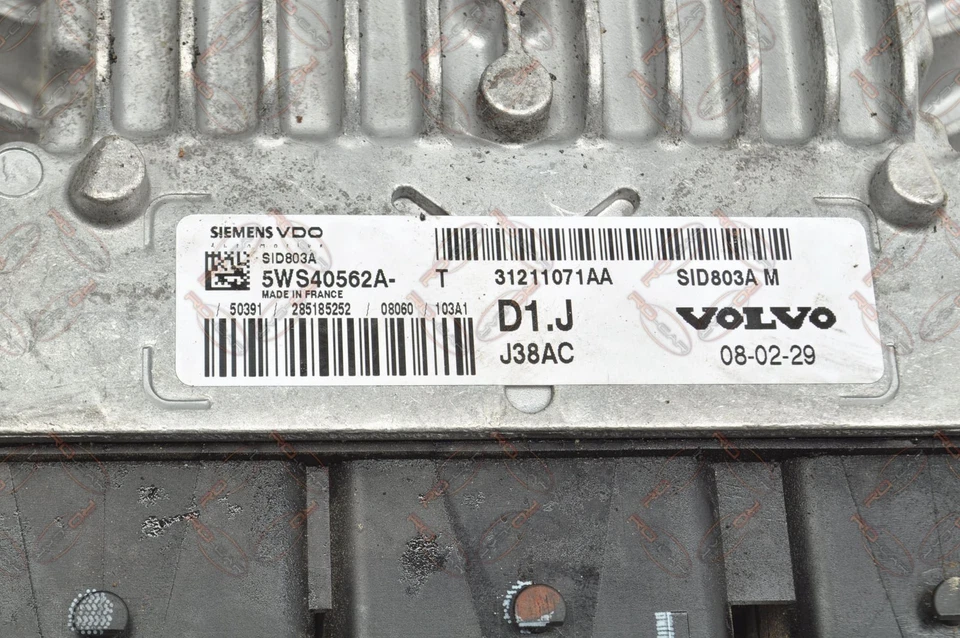 SIEMENS VDO
Automotive
SID803A
5WS40562A- T
MADE IN FRANCE
/ 50391 / 285185252 / 08060 / 103A1
31211071AA SID803A M
D1.J VOLVO
J38AC 08-02-29